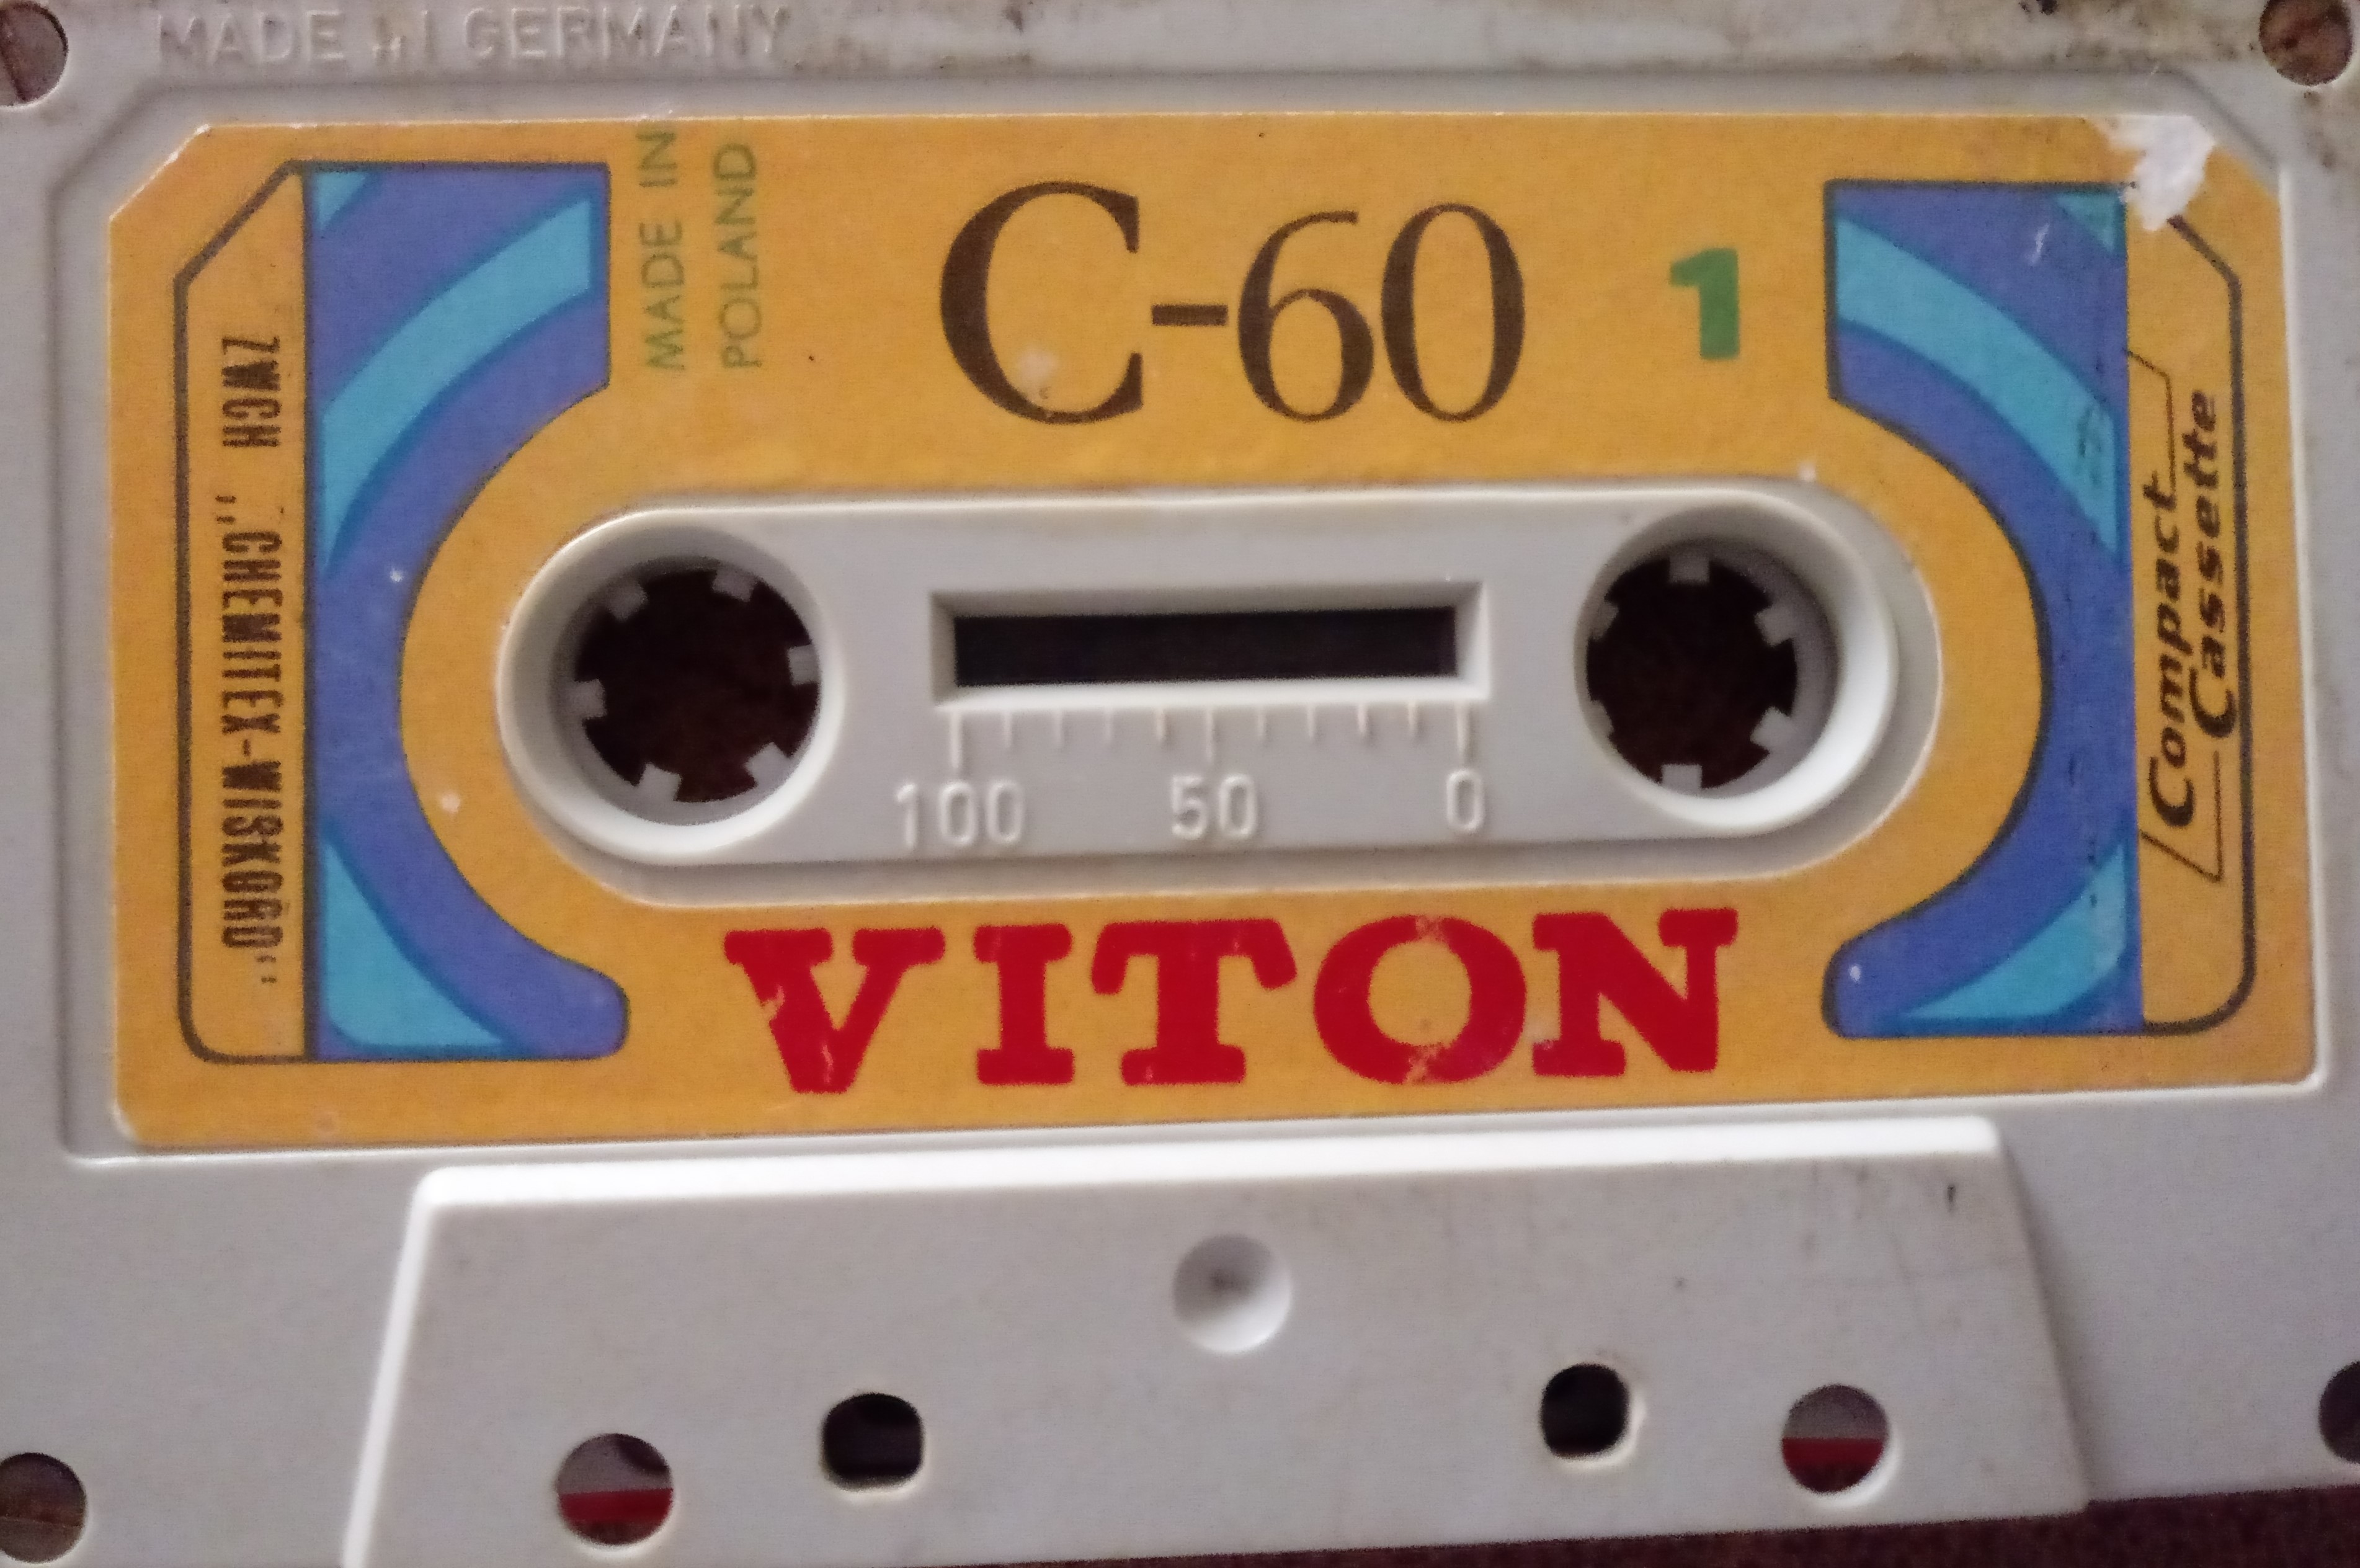 MADE IN GERMANY
MADE IN
POLAND
C-60
1
ZWCH „CHEMITEX-WISKORD”
Compact
Cassette
100 50 0
VITON